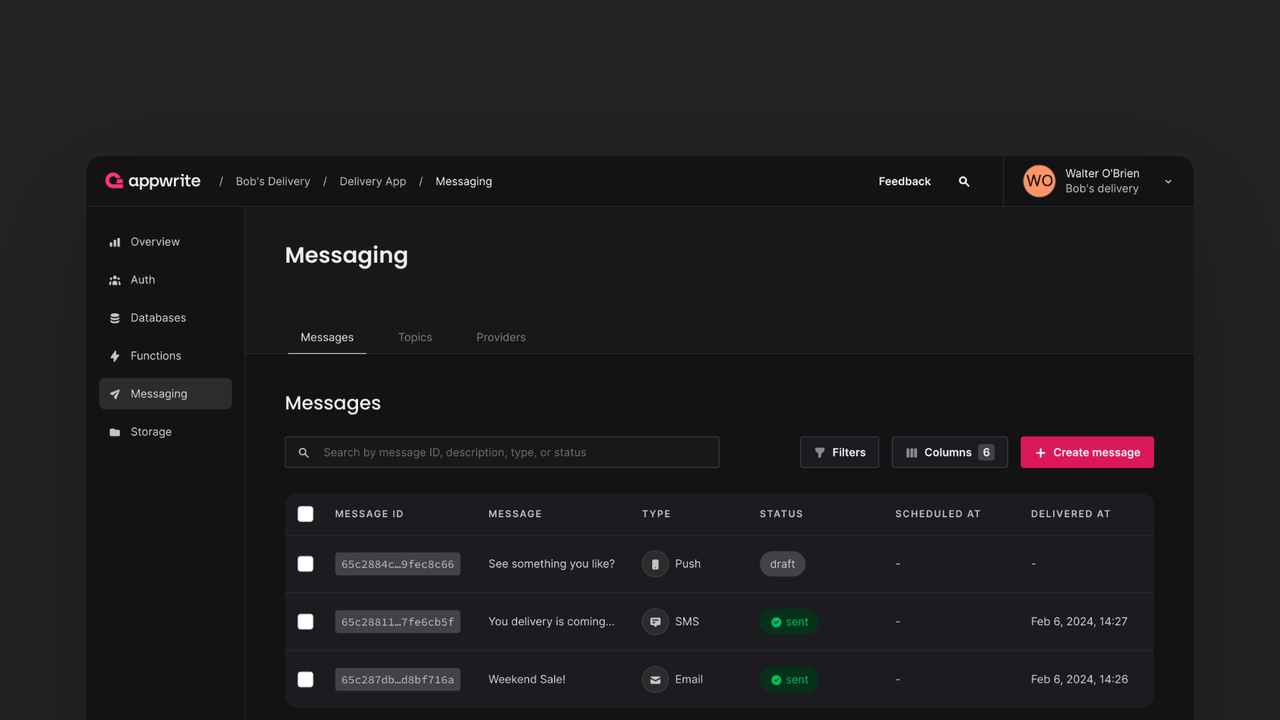 appwrite / Bob's Delivery / Delivery App / Messaging Feedback WO Walter O'Brien
Bob's delivery
Overview
Auth
Databases
Functions
Messaging
Storage
Messaging
Messages Topics Providers
Messages
Search by message ID, description, type, or status Filters Columns 6 + Create message
MESSAGE ID MESSAGE TYPE STATUS SCHEDULED AT DELIVERED AT
65c2884c…9fec8c66 See something you like? Push draft - -
65c28811…7fe6cb5f You delivery is coming... SMS sent - Feb 6, 2024, 14:27
65c287db…d8bf716a Weekend Sale! Email sent - Feb 6, 2024, 14:26